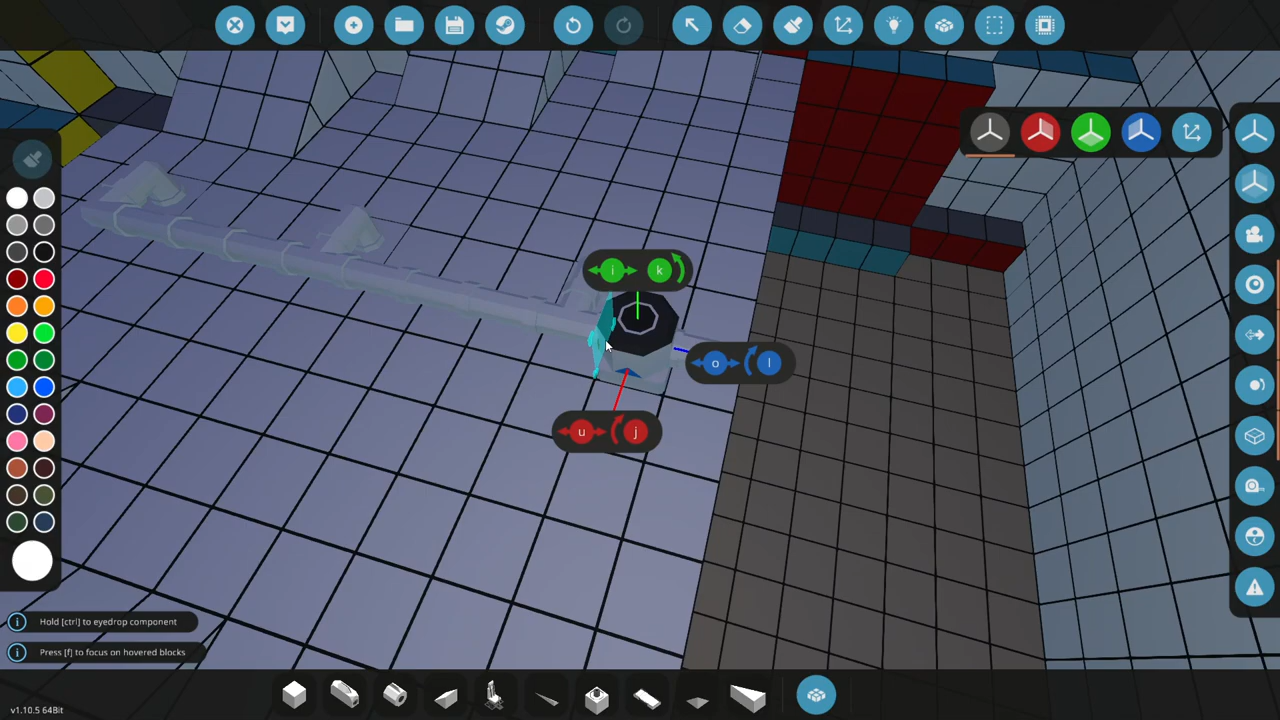 i k
o l
u j
Hold [ctrl] to eyedrop component
Press [f] to focus on hovered blocks
v1.10.5 64Bit